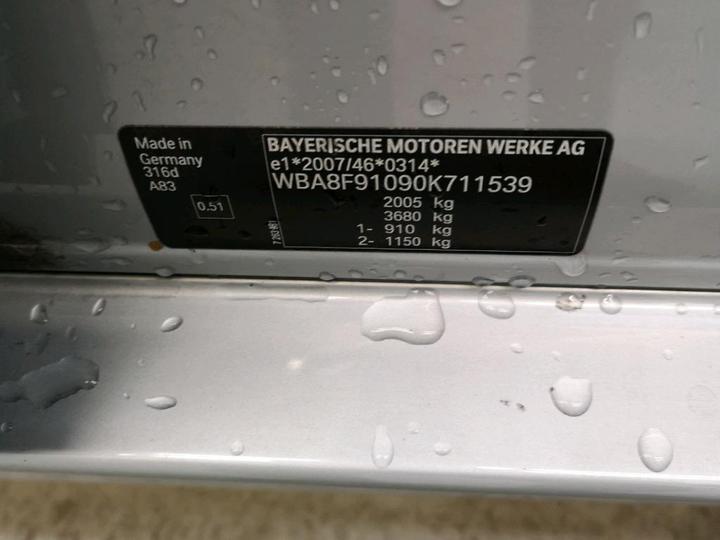 Made in
Germany
316d
A83
0.51
BAYERISCHE MOTOREN WERKE AG
e1*2007/46*0314*
WBA8F91090K711539
2005 kg
3680 kg
1- 910 kg
2- 1150 kg